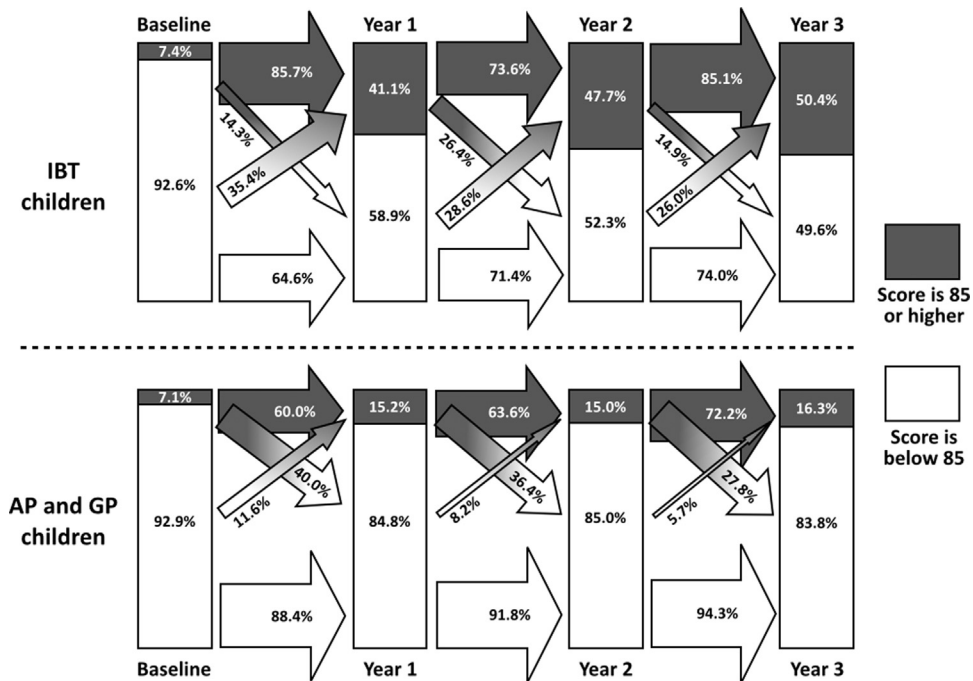 Baseline Year 1 Year 2 Year 3
7.4%
85.7% 41.1% 73.6% 47.7% 85.1% 50.4%
14.3% 26.4% 14.9%
35.4% 28.6% 26.0%
IBT
children
92.6% 58.9% 52.3% 49.6%
64.6% 71.4% 74.0%
Score is 85
or higher
7.1%
60.0% 15.2% 63.6% 15.0% 72.2% 16.3%
40.0% 36.4% 27.8%
11.6% 8.2% 5.7%
Score is
below 85
AP and GP
children
92.9% 84.8% 85.0% 83.8%
88.4% 91.8% 94.3%
Baseline Year 1 Year 2 Year 3